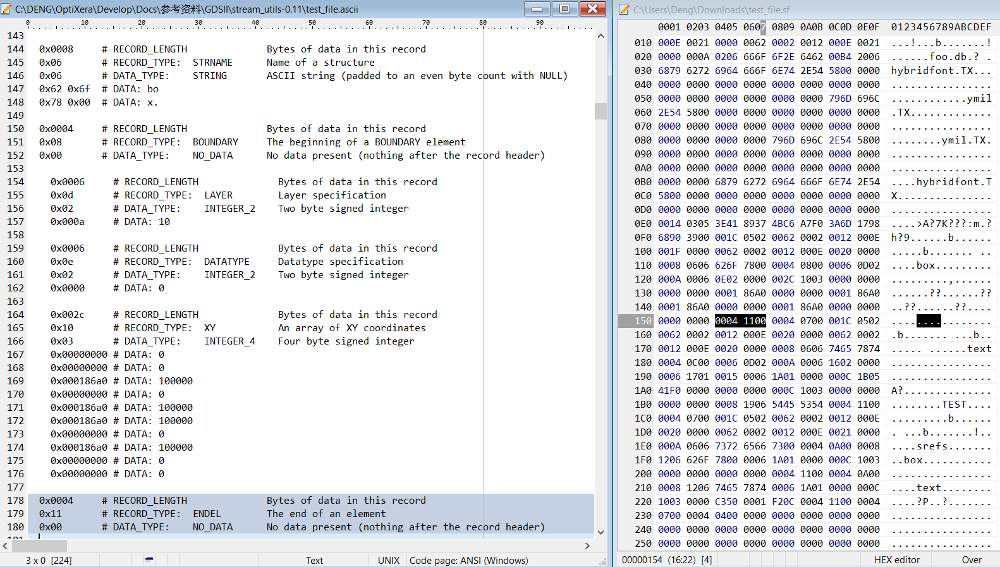 C:\DENG\OptiXera\Develop\Docs\参考资料\GDSII\stream_utils-0.11\test_file.ascii
0 10 20 30 40 50 60 70 80 90
143
144 0x0008 # RECORD_LENGTH Bytes of data in this record
145 0x06 # RECORD_TYPE: STRNAME Name of a structure
146 0x06 # DATA_TYPE: STRING ASCII string (padded to an even byte count with NULL)
147 0x62 0x6f # DATA: bo
148 0x78 0x00 # DATA: x.
149
150 0x0004 # RECORD_LENGTH Bytes of data in this record
151 0x08 # RECORD_TYPE: BOUNDARY The beginning of a BOUNDARY element
152 0x00 # DATA_TYPE: NO_DATA No data present (nothing after the record header)
153
154 0x0006 # RECORD_LENGTH Bytes of data in this record
155 0x0d # RECORD_TYPE: LAYER Layer specification
156 0x02 # DATA_TYPE: INTEGER_2 Two byte signed integer
157 0x000a # DATA: 10
158
159 0x0006 # RECORD_LENGTH Bytes of data in this record
160 0x0e # RECORD_TYPE: DATATYPE Datatype specification
161 0x02 # DATA_TYPE: INTEGER_2 Two byte signed integer
162 0x0000 # DATA: 0
163
164 0x002c # RECORD_LENGTH Bytes of data in this record
165 0x10 # RECORD_TYPE: XY An array of XY coordinates
166 0x03 # DATA_TYPE: INTEGER_4 Four byte signed integer
167 0x00000000 # DATA: 0
168 0x00000000 # DATA: 0
169 0x000186a0 # DATA: 100000
170 0x00000000 # DATA: 0
171 0x000186a0 # DATA: 100000
172 0x000186a0 # DATA: 100000
173 0x00000000 # DATA: 0
174 0x000186a0 # DATA: 100000
175 0x00000000 # DATA: 0
176 0x00000000 # DATA: 0
177
178 0x0004 # RECORD_LENGTH Bytes of data in this record
179 0x11 # RECORD_TYPE: ENDEL The end of an element
180 0x00 # DATA_TYPE: NO_DATA No data present (nothing after the record header)
181
3 x 0 [224] Text UNIX Code page: ANSI (Windows)
C:\Users\Deng\Downloads\test_file.sf
0001 0203 0405 0607 0809 0A0B 0C0D 0E0F 0123456789ABCDEF
010 000E 0021 0000 0062 0002 0012 000E 0021 ...!...b.......!
020 0000 000A 0206 666F 6F2E 6462 00B4 2006 ......foo.db.? .
030 6879 6272 6964 666F 6E74 2E54 5800 0000 hybridfont.TX...
040 0000 0000 0000 0000 0000 0000 0000 0000 ................
050 0000 0000 0000 0000 0000 0000 796D 696C ............ymil
060 2E54 5800 0000 0000 0000 0000 0000 0000 .TX.............
070 0000 0000 0000 0000 0000 0000 0000 0000 ................
080 0000 0000 0000 0000 796D 696C 2E54 5800 ........ymil.TX.
090 0000 0000 0000 0000 0000 0000 0000 0000 ................
0A0 0000 0000 0000 0000 0000 0000 0000 0000 ................
0B0 0000 0000 6879 6272 6964 666F 6E74 2E54 ....hybridfont.T
0C0 5800 0000 0000 0000 0000 0000 0000 0000 X...............
0D0 0000 0000 0000 0000 0000 0000 0000 0000 ................
0E0 0014 0305 3E41 8937 4BC6 A7F0 3A6D 1798 ....>A?7K???:m.?
0F0 6890 3900 001C 0502 0062 0002 0012 000E h?9......b......
100 001F 0000 0062 0002 0012 000E 0020 0000 .....b....... ..
110 0008 0606 626F 7800 0004 0800 0006 0D02 ....box.........
120 000A 0006 0E02 0000 002C 1003 0000 0000 .........,......
130 0000 0000 0001 86A0 0000 0000 0001 86A0 ......??......??
140 0001 86A0 0000 0000 0001 86A0 0000 0000 ..??......??....
150 0000 0000 0004 1100 0004 0700 001C 0502 ................
160 0062 0002 0012 000E 0020 0000 0062 0002 .b....... ...b..
170 0012 000E 0020 0000 0008 0606 7465 7874 ..... ......text
180 0004 0C00 0006 0D02 000A 0006 1602 0000 ................
190 0006 1701 0015 0006 1A01 0000 000C 1B05 ................
1A0 41F0 0000 0000 0000 000C 1003 0000 0000 A?..............
1B0 0000 0000 0008 1906 5445 5354 0004 1100 ........TEST....
1C0 0004 0700 001C 0502 0062 0002 0012 000E .........b......
1D0 0020 0000 0062 0002 0012 000E 0021 0000 . ...b.......!..
1E0 000A 0606 7372 6566 7300 0004 0A00 0008 ....srefs.......
1F0 1206 626F 7800 0006 1A01 0000 000C 1003 ..box...........
200 0000 0000 0000 0000 0004 1100 0004 0A00 ................
210 0008 1206 7465 7874 0006 1A01 0000 000C ....text........
220 1003 0000 C350 0001 F20C 0004 1100 0004 ....?P..?.......
230 0700 0004 0400 0000 0000 0000 0000 0000 ................
240 0000 0000 0000 0000 0000 0000 0000 0000 ................
250 0000 0000 0000 0000 0000 0000 0000 0000 ................
00000154 (16:22) [4] HEX editor Over